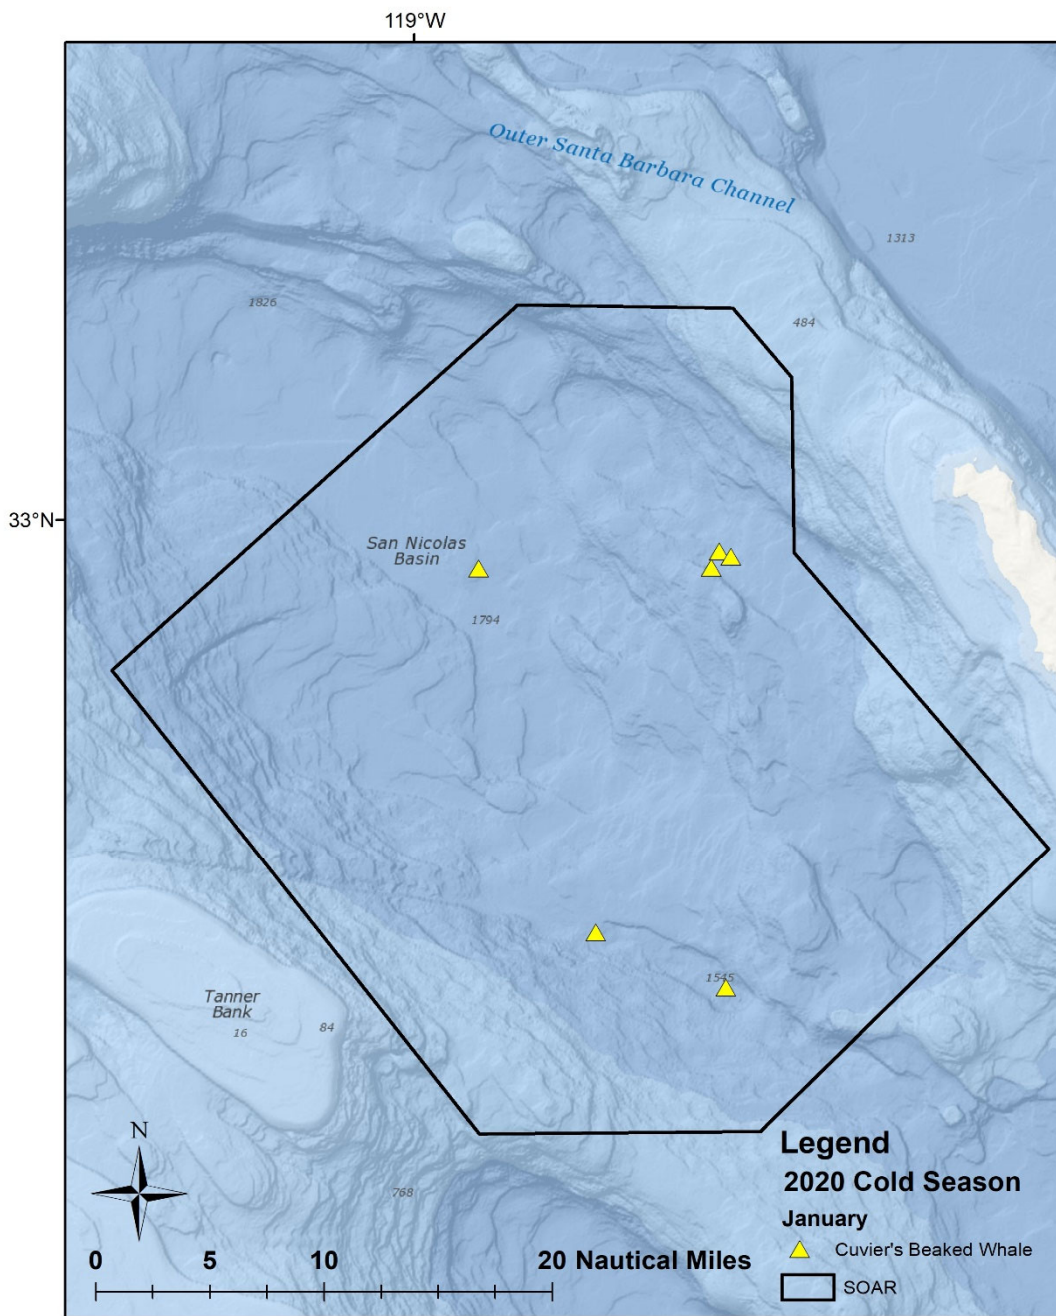 119°W
Outer Santa Barbara Channel
1313
1826
484
33°N
San Nicolas
Basin
1794
1545
Tanner
Bank
16
84
N
768
Legend
2020 Cold Season
January
Cuvier's Beaked Whale
SOAR
0 5 10 20 Nautical Miles